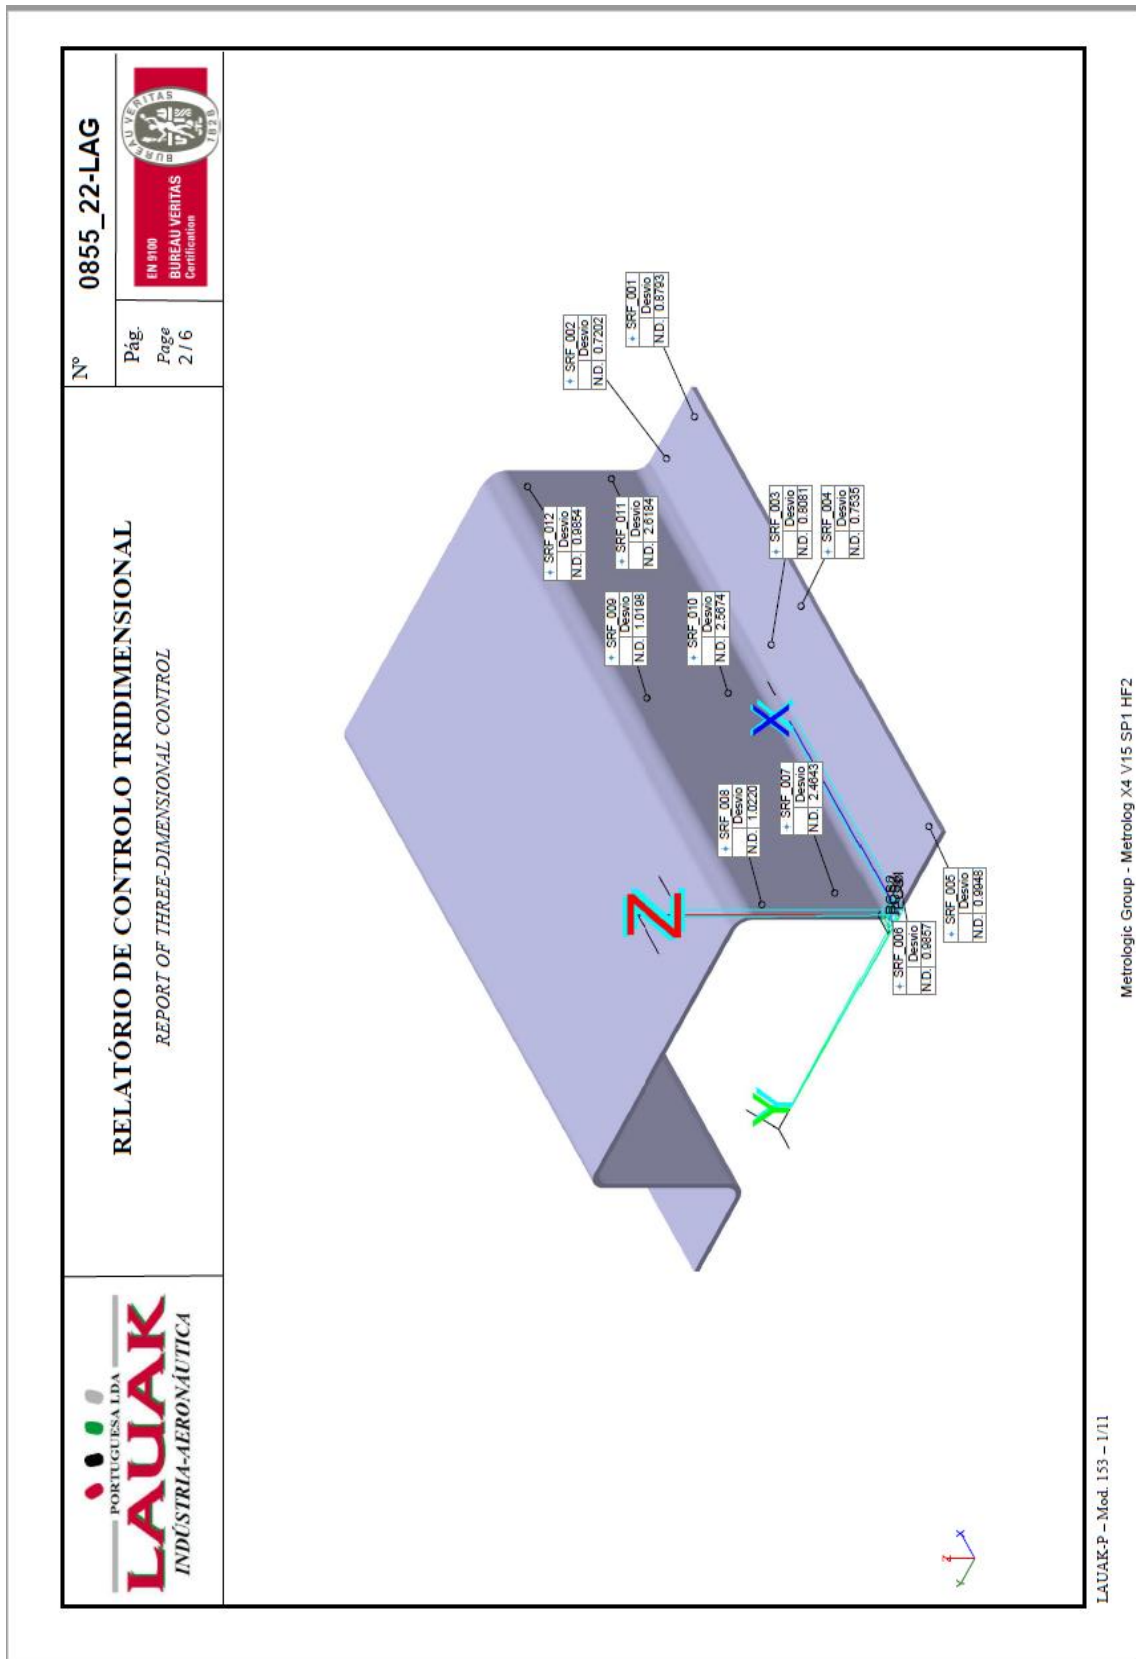 PORTUGUESA LDA
LAUAK
INDÚSTRIA-AERONÁUTICA
RELATÓRIO DE CONTROLO TRIDIMENSIONAL
REPORT OF THREE-DIMENSIONAL CONTROL
Nº 0855_22-LAG
Pág.
Page
2 / 6
EN 9100
BUREAU VERITAS
Certification
BUREAU VERITAS
1828
+ SRF_002
Desvio
N.D. 0.7202
+ SRF_001
Desvio
N.D. 0.8793
+ SRF_012
Desvio
N.D. 0.9854
+ SRF_011
Desvio
N.D. 2.6184
+ SRF_003
Desvio
N.D. 0.8081
+ SRF_004
Desvio
N.D. 0.7535
+ SRF_009
Desvio
N.D. 1.0198
+ SRF_010
Desvio
N.D. 2.5674
+ SRF_008
Desvio
N.D. 1.0220
+ SRF_007
Desvio
N.D. 2.4643
+ SRF_006
Desvio
N.D. 0.9857
+ SRF_005
Desvio
N.D. 0.9948
Z
X
Y
Z
X
Y
LAUAK-P – Mod. 153 – 1/11
Metrologic Group - Metrolog X4 V15 SP1 HF2